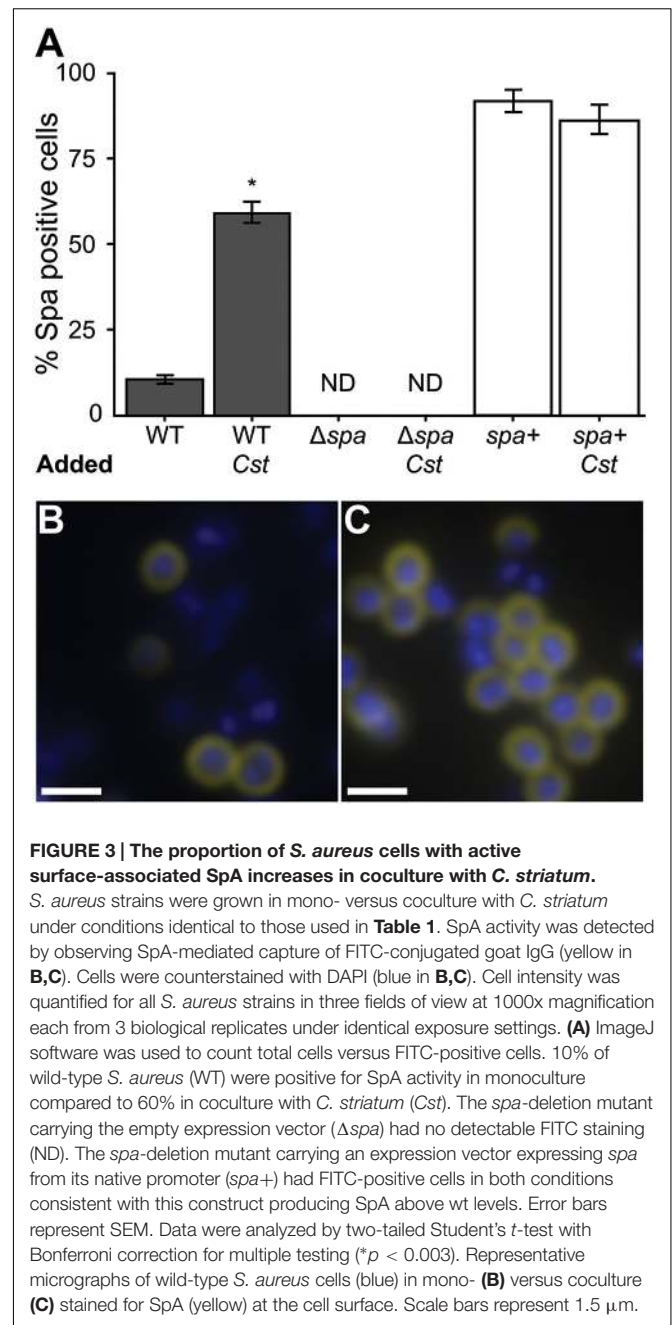 A
100
75
50
25
0
% Spa positive cells
*
ND
ND
WT
WT
Δspa
Δspa
spa+
spa+
Added
Cst
Cst
Cst
B
C
FIGURE 3 | The proportion of S. aureus cells with active
surface-associated SpA increases in coculture with C. striatum.
S. aureus strains were grown in mono- versus coculture with C. striatum
under conditions identical to those used in Table 1. SpA activity was detected
by observing SpA-mediated capture of FITC-conjugated goat IgG (yellow in
B,C). Cells were counterstained with DAPI (blue in B,C). Cell intensity was
quantified for all S. aureus strains in three fields of view at 1000x magnification
each from 3 biological replicates under identical exposure settings. (A) ImageJ
software was used to count total cells versus FITC-positive cells. 10% of
wild-type S. aureus (WT) were positive for SpA activity in monoculture
compared to 60% in coculture with C. striatum (Cst). The spa-deletion mutant
carrying the empty expression vector (Δspa) had no detectable FITC staining
(ND). The spa-deletion mutant carrying an expression vector expressing spa
from its native promoter (spa+) had FITC-positive cells in both conditions
consistent with this construct producing SpA above wt levels. Error bars
represent SEM. Data were analyzed by two-tailed Student's t-test with
Bonferroni correction for multiple testing (*p < 0.003). Representative
micrographs of wild-type S. aureus cells (blue) in mono- (B) versus coculture
(C) stained for SpA (yellow) at the cell surface. Scale bars represent 1.5 μm.